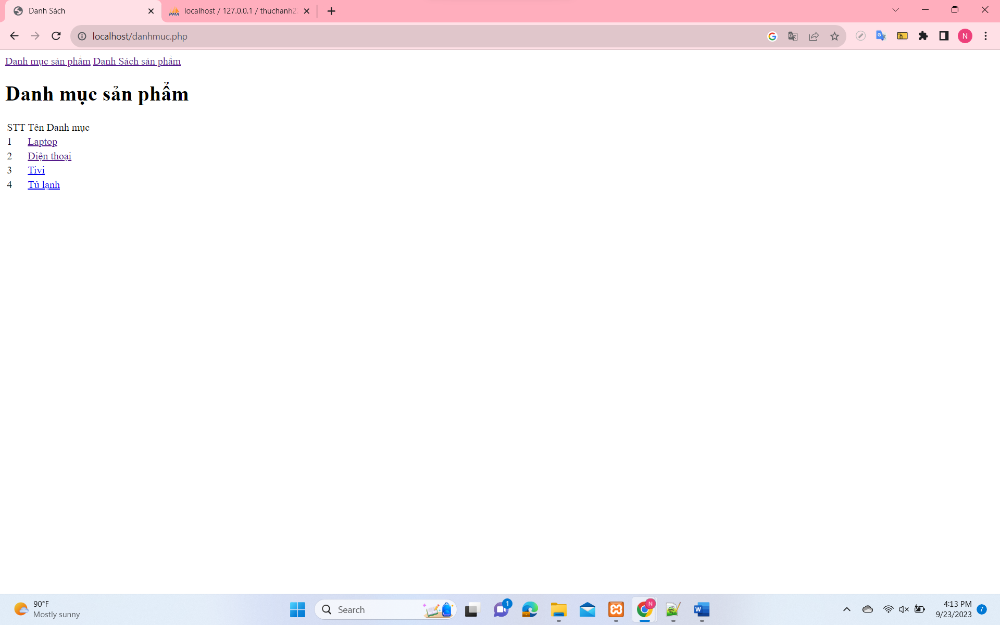 Danh Sách
PMA localhost / 127.0.0.1 / thuchanh2
localhost/danhmuc.php
N
Danh mục sản phẩm Danh Sách sản phẩm
Danh mục sản phẩm
STT Tên Danh mục
1 Laptop
2 Điện thoại
3 Tivi
4 Tủ lạnh
90°F
Mostly sunny
Search
1
N
W
4:13 PM
9/23/2023
7